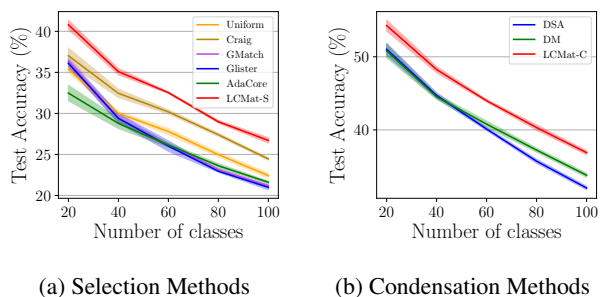 Test Accuracy (%)
40
35
30
25
20
Uniform
Craig
GMatch
Glister
AdaCore
LCMat-S
20 40 60 80 100
Number of classes
(a) Selection Methods
Test Accuracy (%)
50
40
DSA
DM
LCMat-C
20 40 60 80 100
Number of classes
(b) Condensation Methods